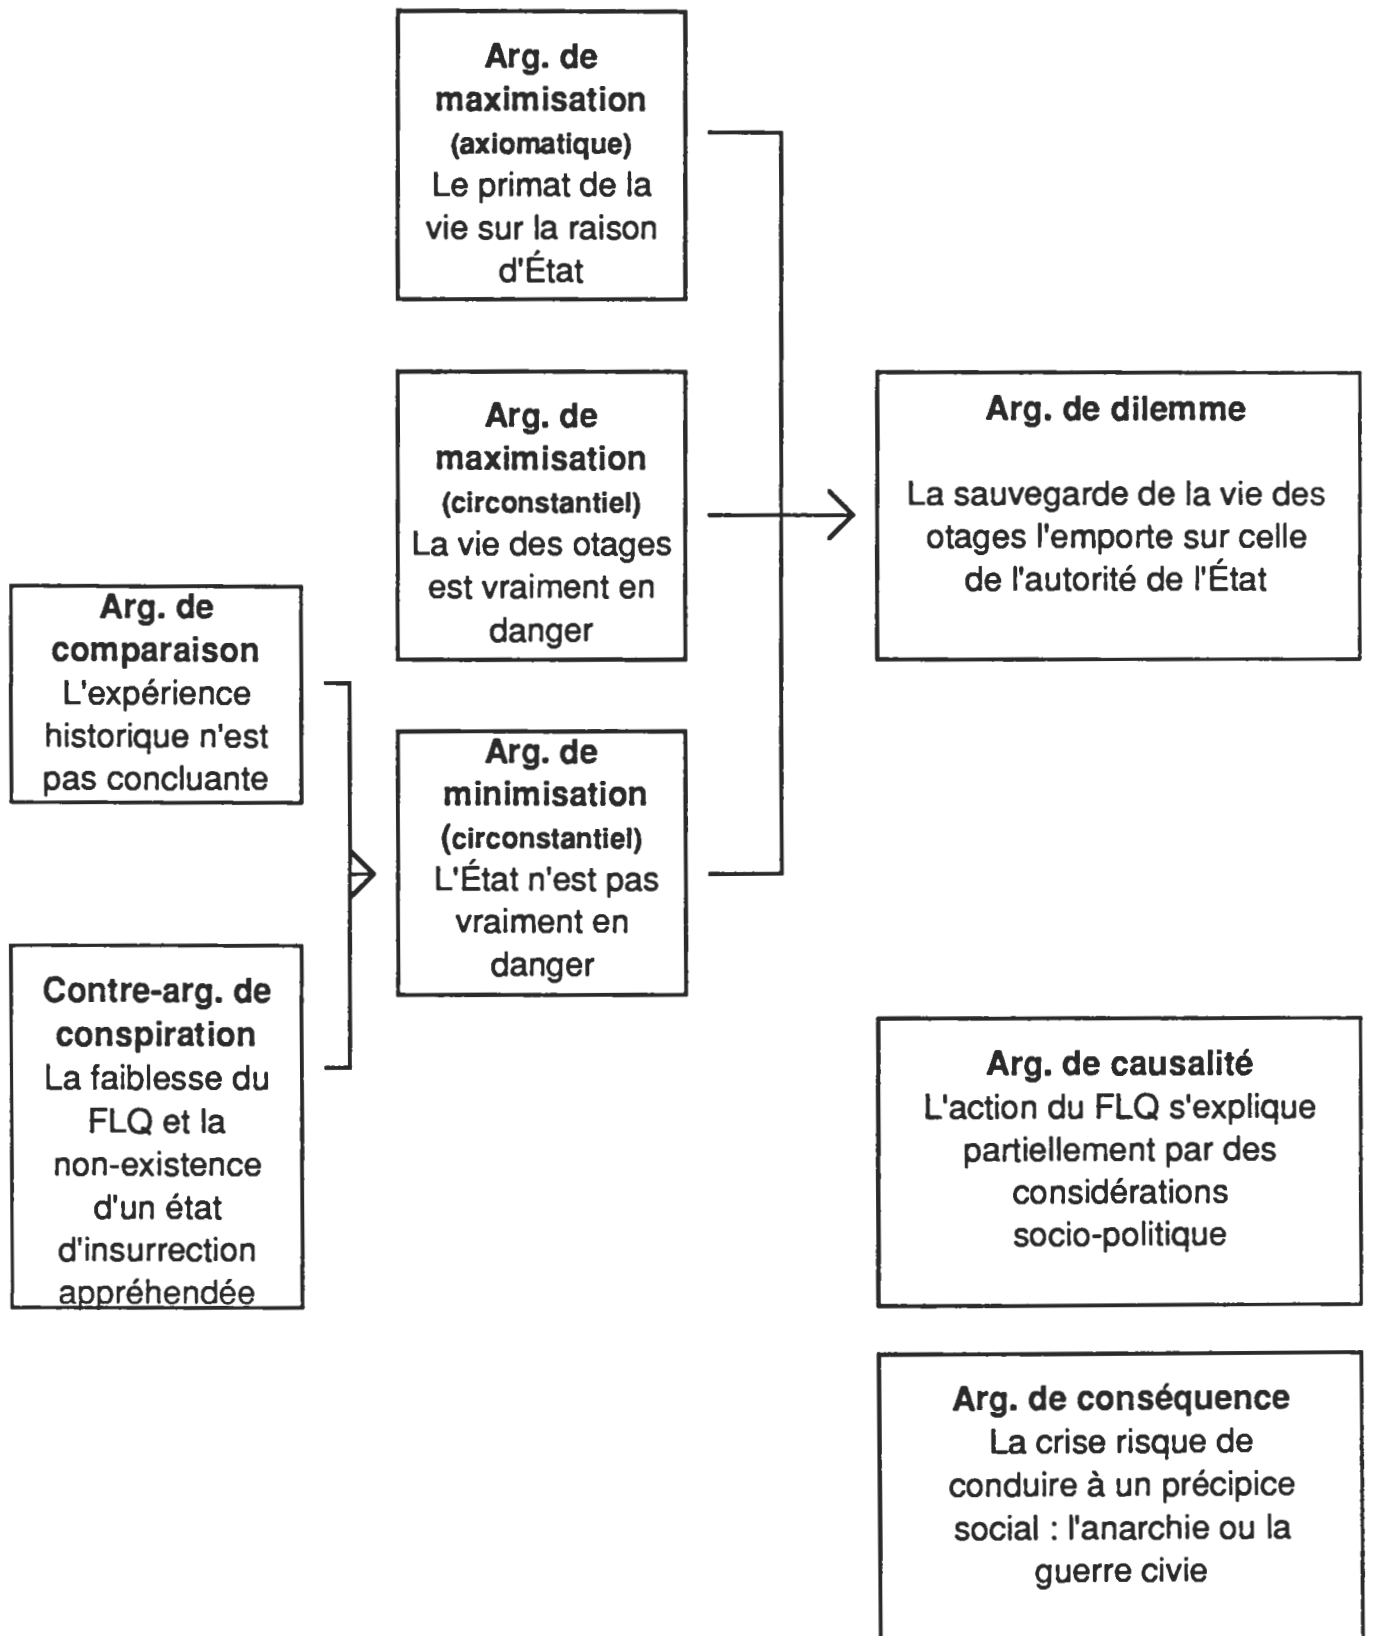 Arg. de
maximisation
(axiomatique)
Le primat de la
vie sur la raison
d'État
Arg. de
maximisation
(circonstantiel)
La vie des otages
est vraiment en
danger
Arg. de dilemme
La sauvegarde de la vie des
otages l'emporte sur celle
de l'autorité de l'État
Arg. de
comparaison
L'expérience
historique n'est
pas concluante
Arg. de
minimisation
(circonstantiel)
L'État n'est pas
vraiment en
danger
Contre-arg. de
conspiration
La faiblesse du
FLQ et la
non-existence
d'un état
d'insurrection
appréhendée
Arg. de causalité
L'action du FLQ s'explique
partiellement par des
considérations
socio-politique
Arg. de conséquence
La crise risque de
conduire à un précipice
social : l'anarchie ou la
guerre civie